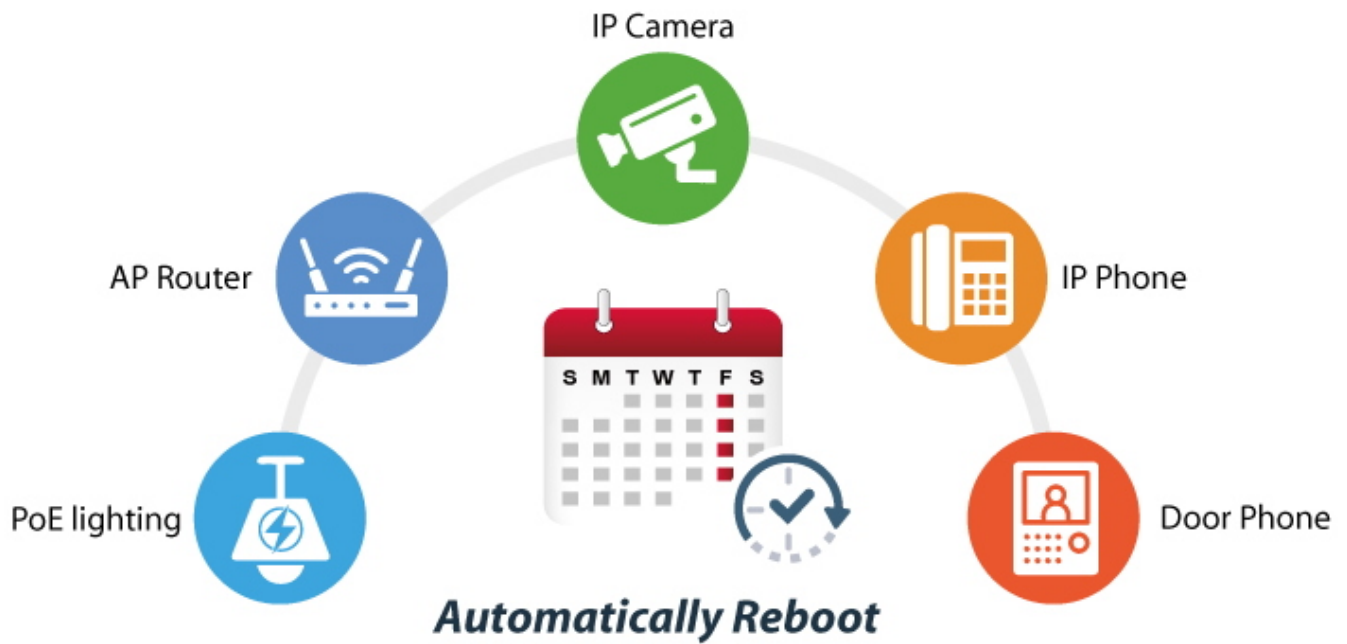 IP Camera
AP Router
IP Phone
S M T W T F S
PoE lighting
Door Phone
Automatically Reboot